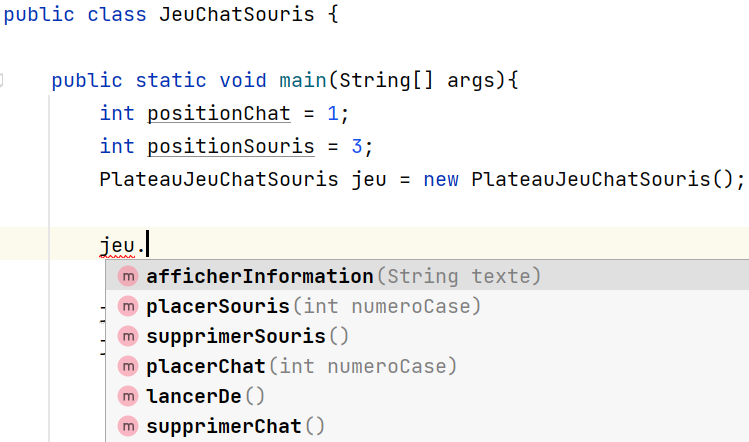 public class JeuChatSouris {
public static void main(String[] args){
int positionChat = 1;
int positionSouris = 3;
PlateauJeuChatSouris jeu = new PlateauJeuChatSouris();
jeu.
m afficherInformation(String texte)
m placerSouris(int numeroCase)
m supprimerSouris()
m placerChat(int numeroCase)
m lancerDe()
m supprimerChat()